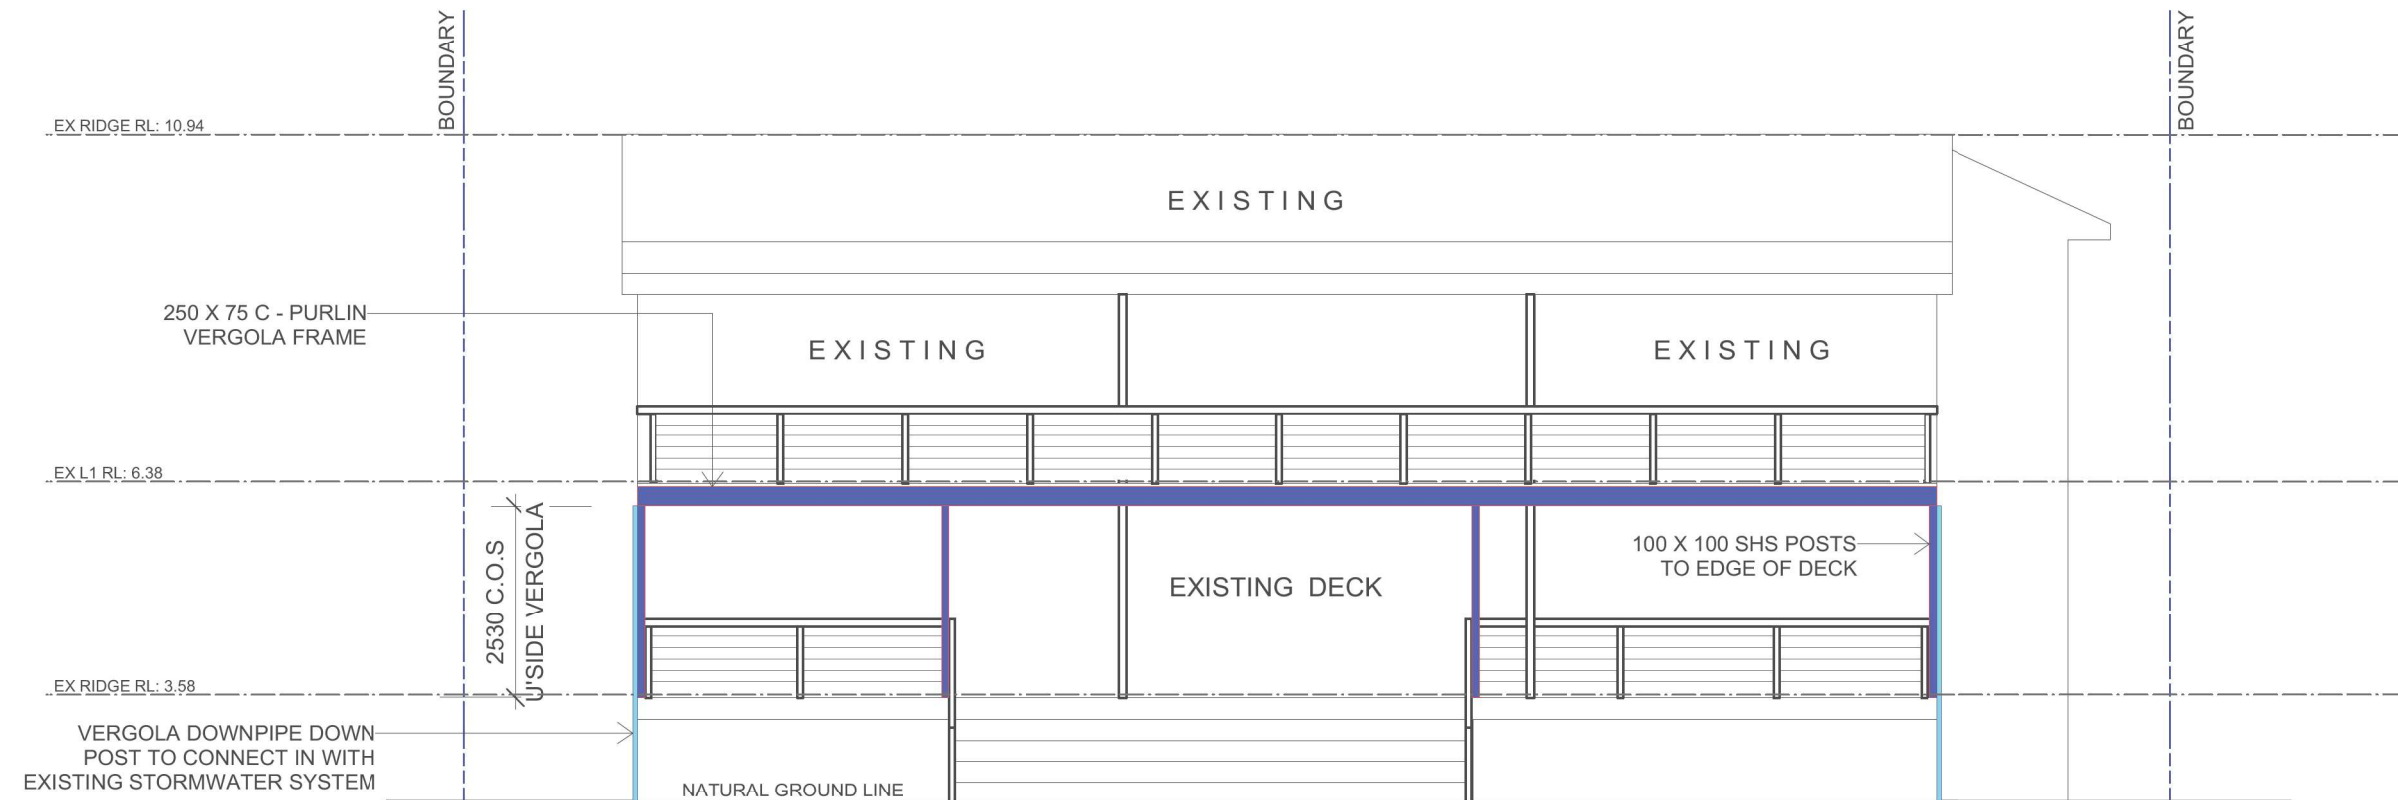 BOUNDARY
BOUNDARY
EX RIDGE RL: 10.94
EXISTING
250 X 75 C - PURLIN
VERGOLA FRAME
EXISTING
EXISTING
EX L1 RL: 6.38
2530 C.O.S
U'SIDE VERGOLA
100 X 100 SHS POSTS
TO EDGE OF DECK
EXISTING DECK
EX RIDGE RL: 3.58
VERGOLA DOWNPIPE DOWN
POST TO CONNECT IN WITH
EXISTING STORMWATER SYSTEM
NATURAL GROUND LINE